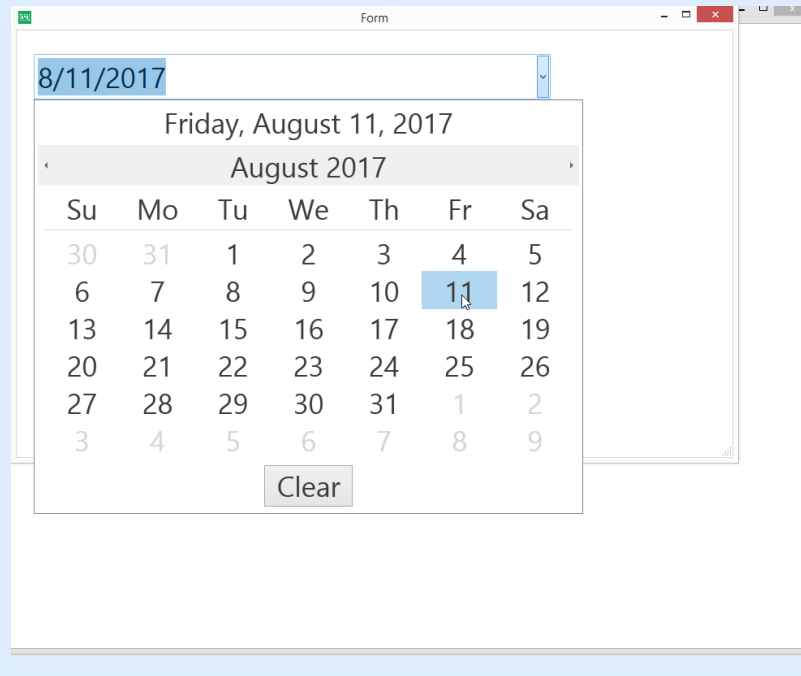 Form
8/11/2017
Friday, August 11, 2017
August 2017
Su Mo Tu We Th Fr Sa
30 31 1 2 3 4 5
6 7 8 9 10 11 12
13 14 15 16 17 18 19
20 21 22 23 24 25 26
27 28 29 30 31 1 2
3 4 5 6 7 8 9
Clear